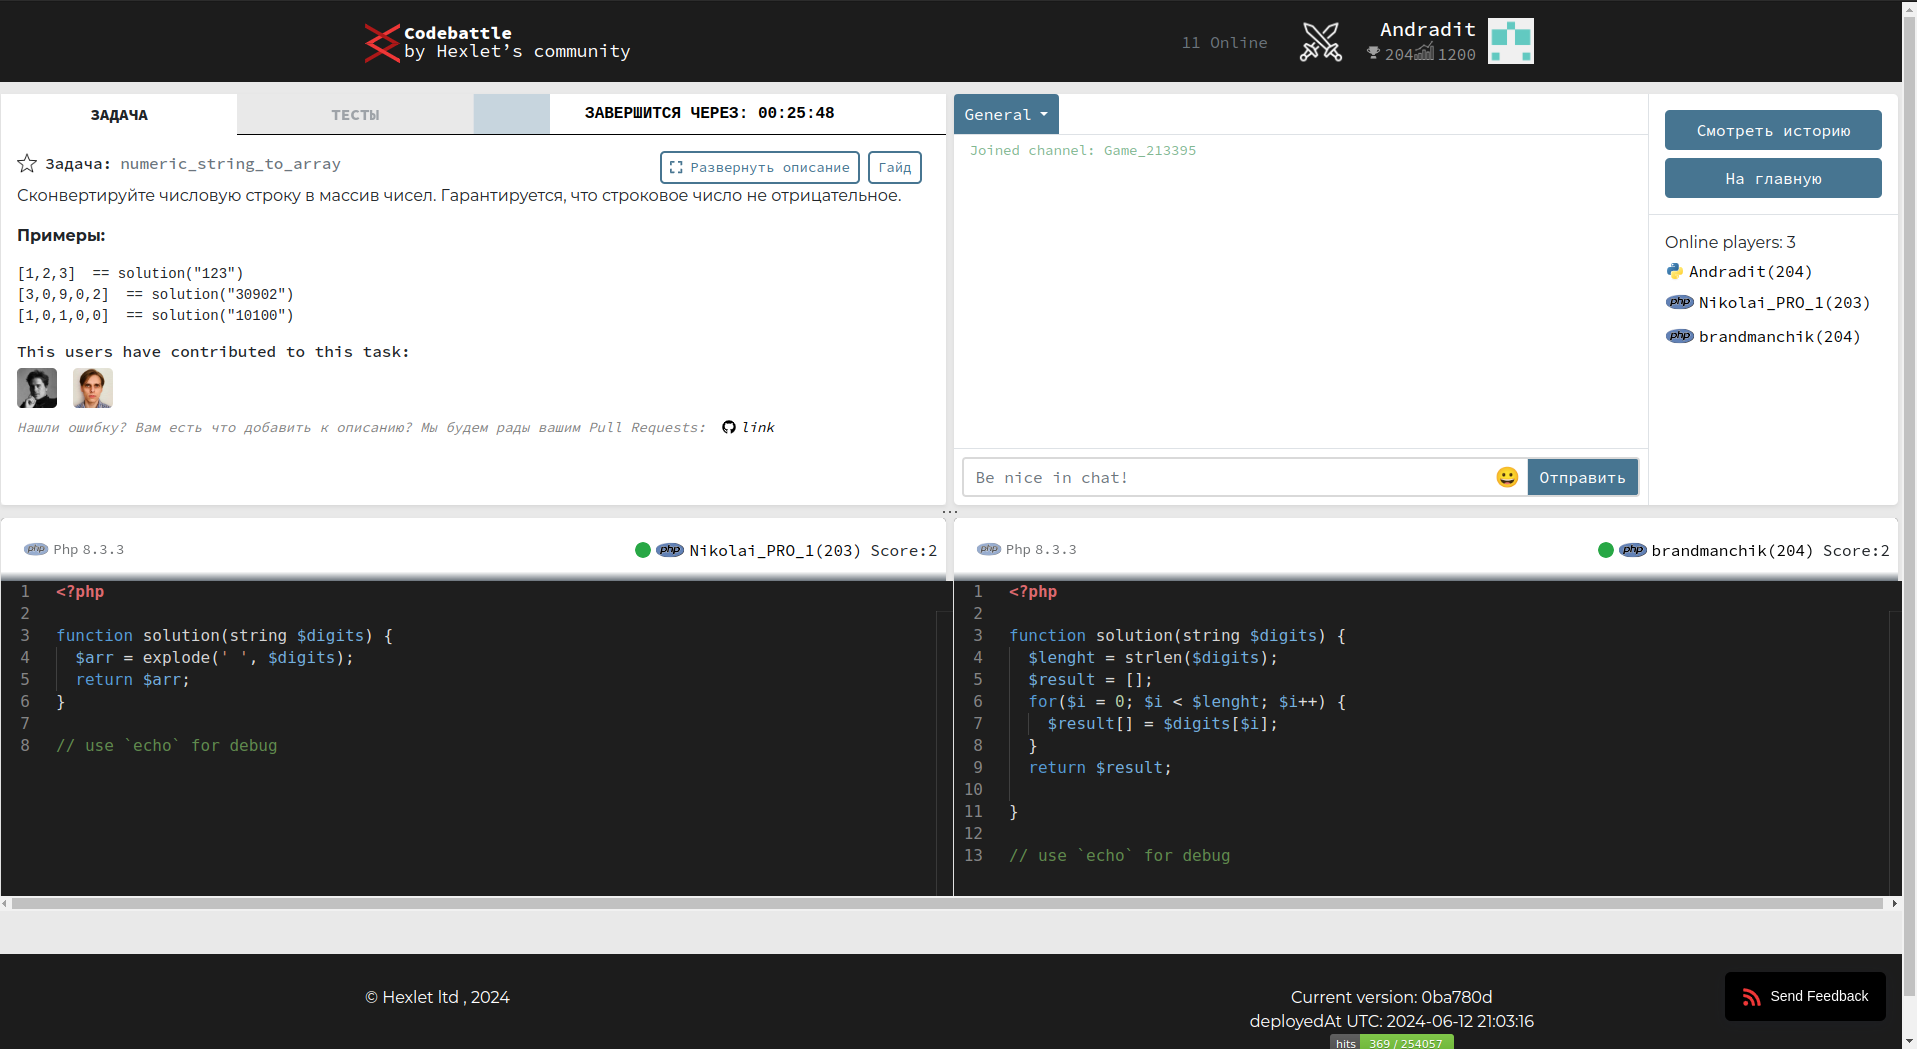 Codebattle
by Hexlet’s community
11 Online
Andradit
204 1200
ЗАДАЧА
ТЕСТЫ
ЗАВЕРШИТСЯ ЧЕРЕЗ: 00:25:48
Задача: numeric_string_to_array
Развернуть описание
Гайд
Сконвертируйте числовую строку в массив чисел. Гарантируется, что строковое число не отрицательное.
Примеры:
[1,2,3]  == solution("123")
[3,0,9,0,2]  == solution("30902")
[1,0,1,0,0]  == solution("10100")
This users have contributed to this task:
Нашли ошибку? Вам есть что добавить к описанию? Мы будем рады вашим Pull Requests: link
General
Joined channel: Game_213395
Be nice in chat!
Отправить
Смотреть историю
На главную
Online players: 3
Andradit(204)
php Nikolai_PRO_1(203)
php brandmanchik(204)
php Php 8.3.3
php Nikolai_PRO_1(203) Score:2
1 <?php
2
3 function solution(string $digits) {
4   $arr = explode(' ', $digits);
5   return $arr;
6 }
7
8 // use `echo` for debug
php Php 8.3.3
php brandmanchik(204) Score:2
1 <?php
2
3 function solution(string $digits) {
4   $lenght = strlen($digits);
5   $result = [];
6   for($i = 0; $i < $lenght; $i++) {
7     $result[] = $digits[$i];
8   }
9   return $result;
10
11 }
12
13 // use `echo` for debug
© Hexlet ltd , 2024
Current version: 0ba780d
deployedAt UTC: 2024-06-12 21:03:16
hits 369 / 254057
Send Feedback